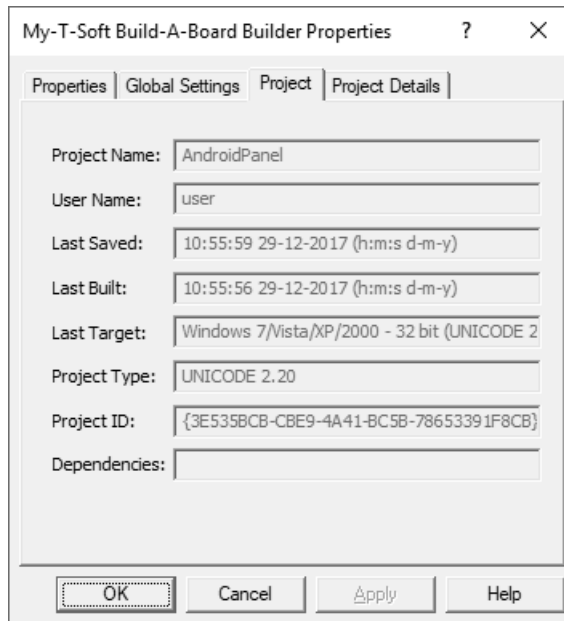 My-T-Soft Build-A-Board Builder Properties ?
Properties Global Settings Project Project Details
Project Name: AndroidPanel
User Name: user
Last Saved: 10:55:59 29-12-2017 (h:m:s d-m-y)
Last Built: 10:55:56 29-12-2017 (h:m:s d-m-y)
Last Target: Windows 7/Vista/XP/2000 - 32 bit (UNICODE 2
Project Type: UNICODE 2.20
Project ID: {3E535BCB-CBE9-4A41-BC5B-78653391F8CB}
Dependencies:
OK Cancel Apply Help